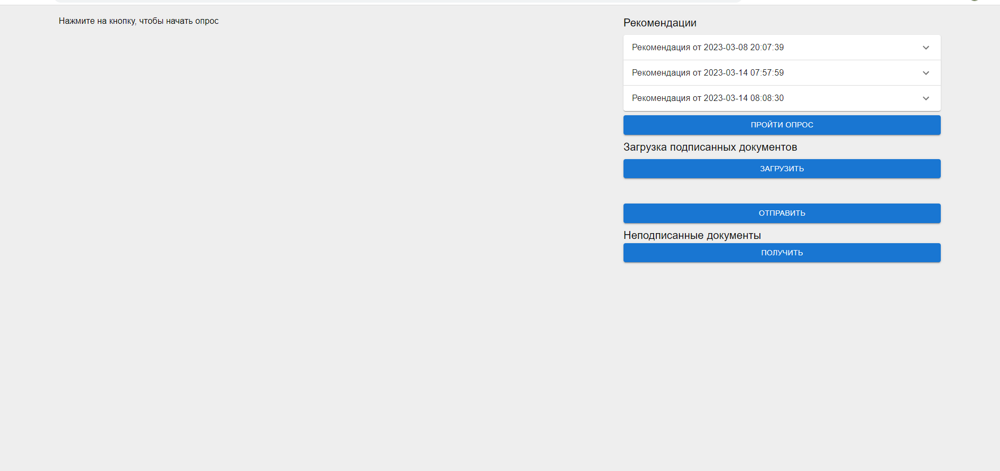 Нажмите на кнопку, чтобы начать опрос
Рекомендации
Рекомендация от 2023-03-08 20:07:39
Рекомендация от 2023-03-14 07:57:59
Рекомендация от 2023-03-14 08:08:30
ПРОЙТИ ОПРОС
Загрузка подписанных документов
ЗАГРУЗИТЬ
ОТПРАВИТЬ
Неподписанные документы
ПОЛУЧИТЬ